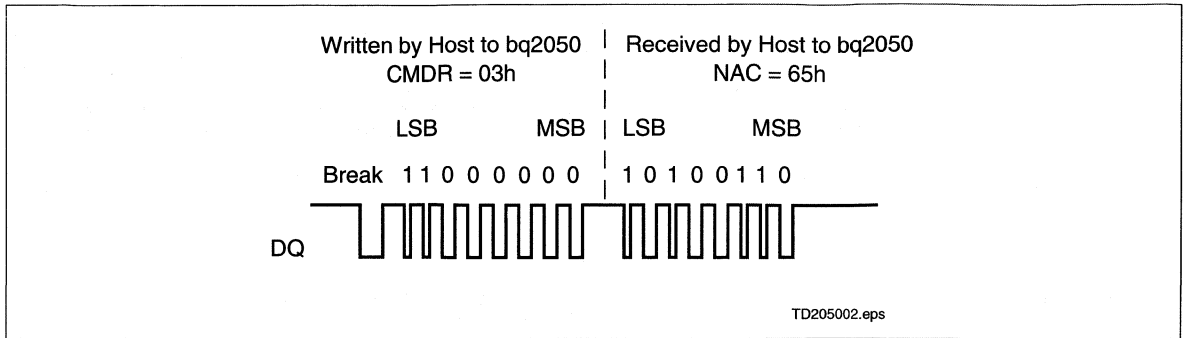 Written by Host to bq2050
CMDR = 03h
Received by Host to bq2050
NAC = 65h
LSB MSB LSB MSB
Break 1 1 0 0 0 0 0 0 1 0 1 0 0 1 1 0
DQ
TD205002.eps